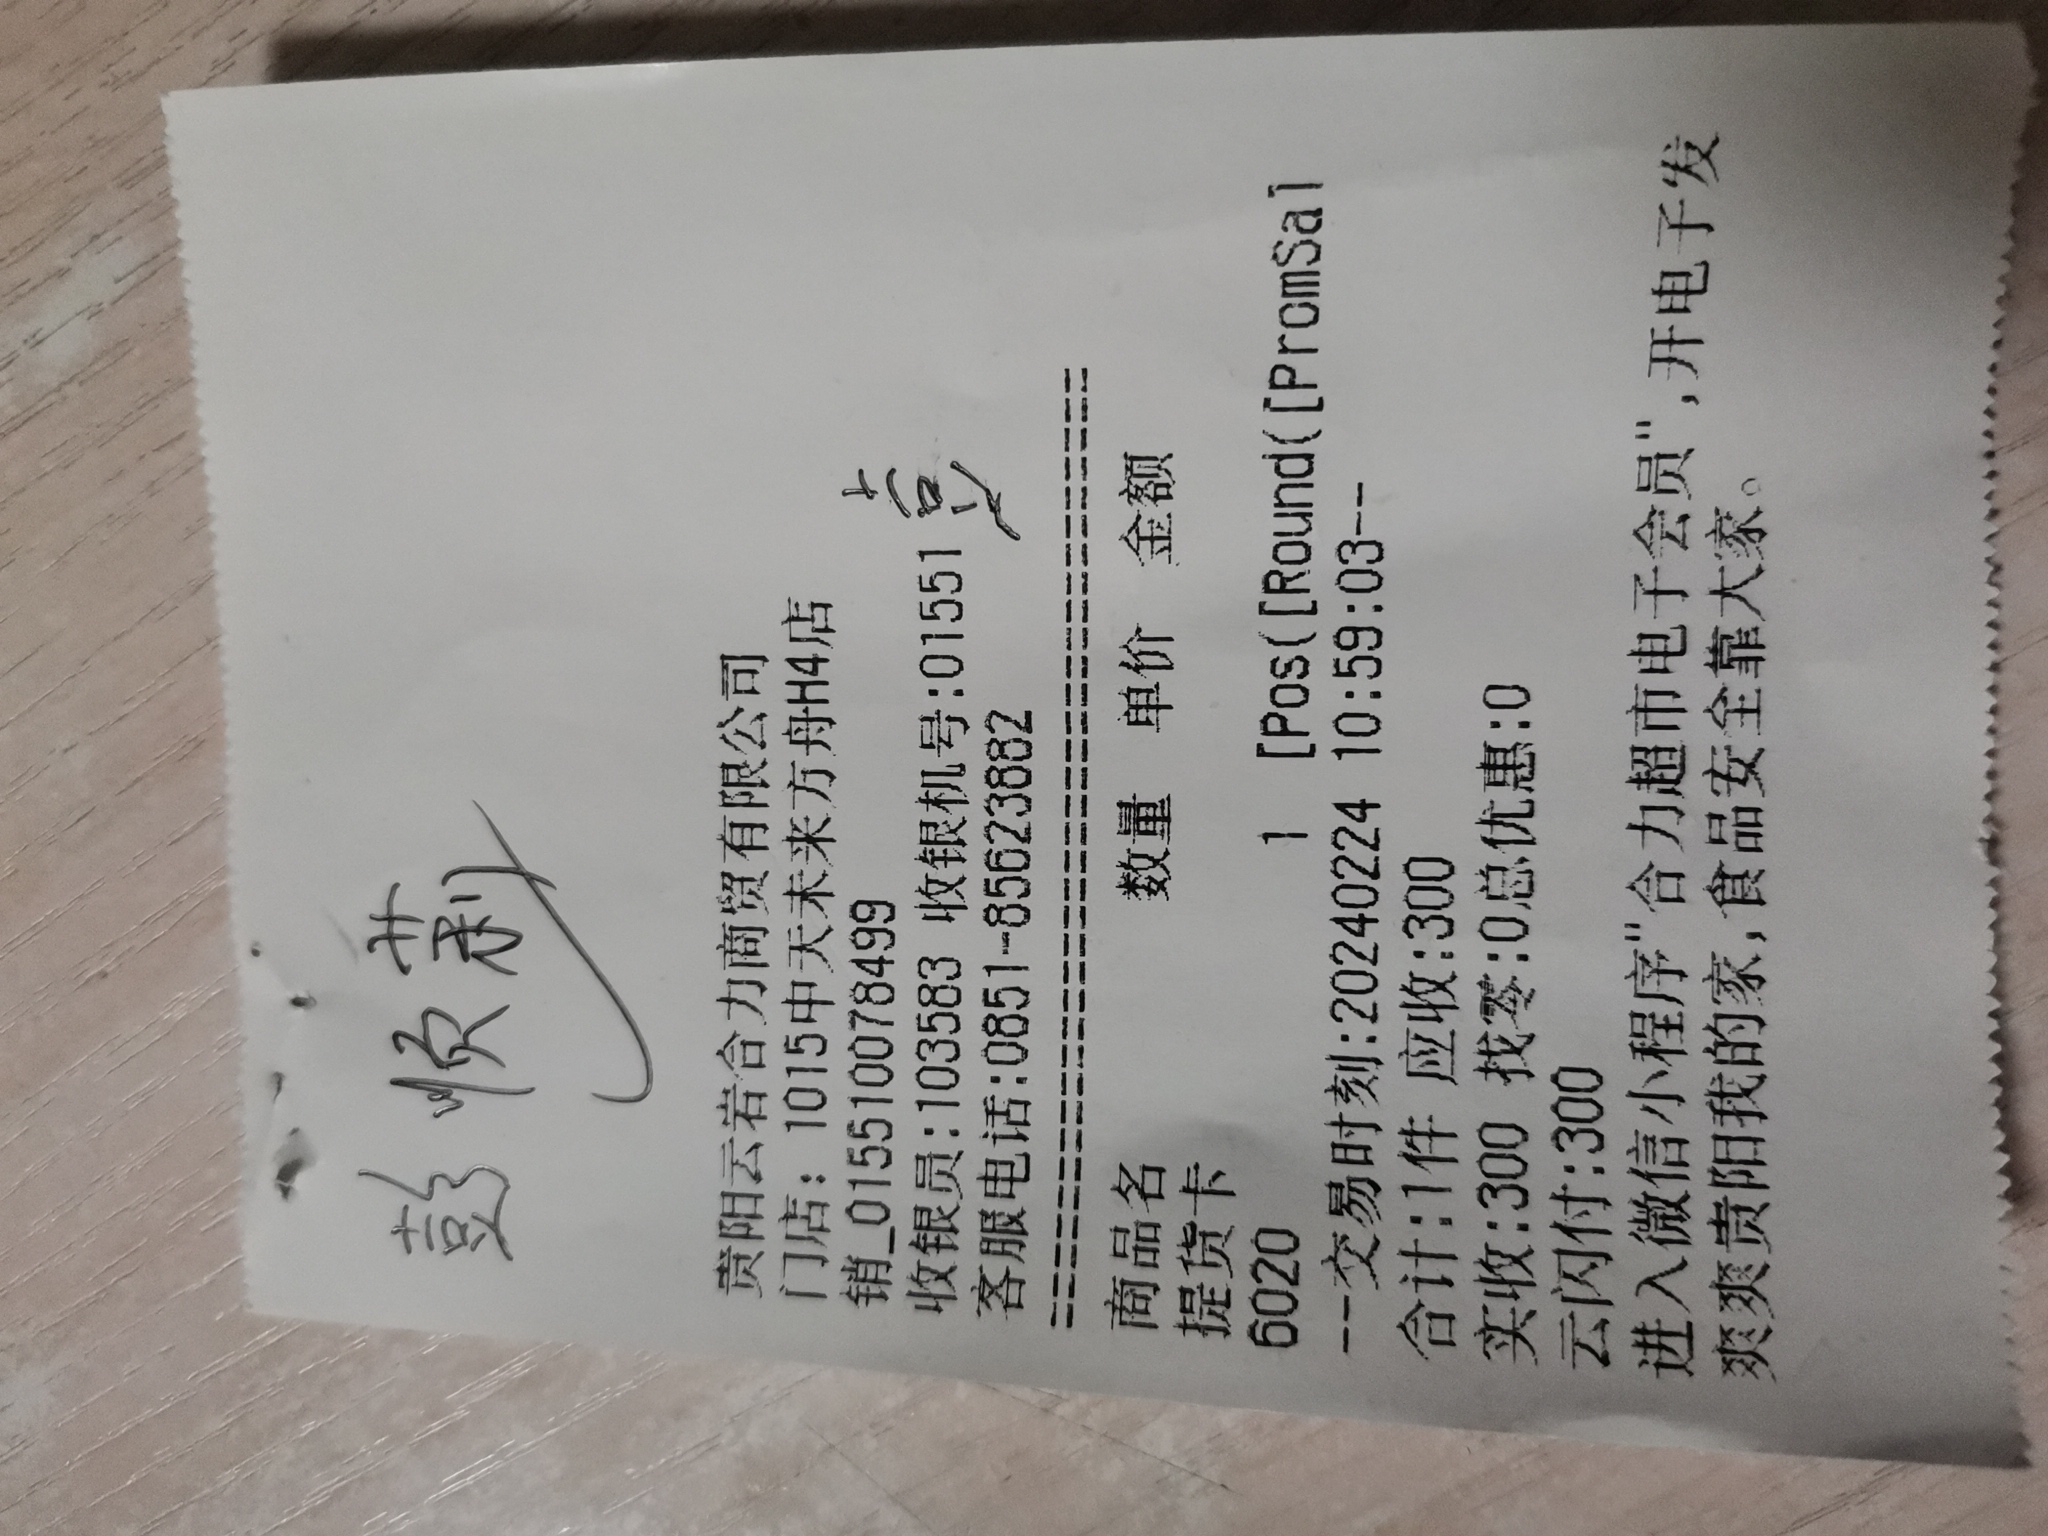 彭顺莉
贵阳云岩合力商贸有限公司
门店: 1015中天未来方舟H4店
销_0155100078499
收银员:103583 收银机号:01551
客服电话:0851-85623882
================================
商品名 数量 单价 金额
提货卡
6020 1 [Pos([Round([PromSal
--交易时刻:20240224 10:59:03--
合计:1件 应收:300
实收:300 找零:0总优惠:0
云闪付:300
进入微信小程序"合力超市电子会员",开电子发
爽爽贵阳我的家,食品安全靠大家。